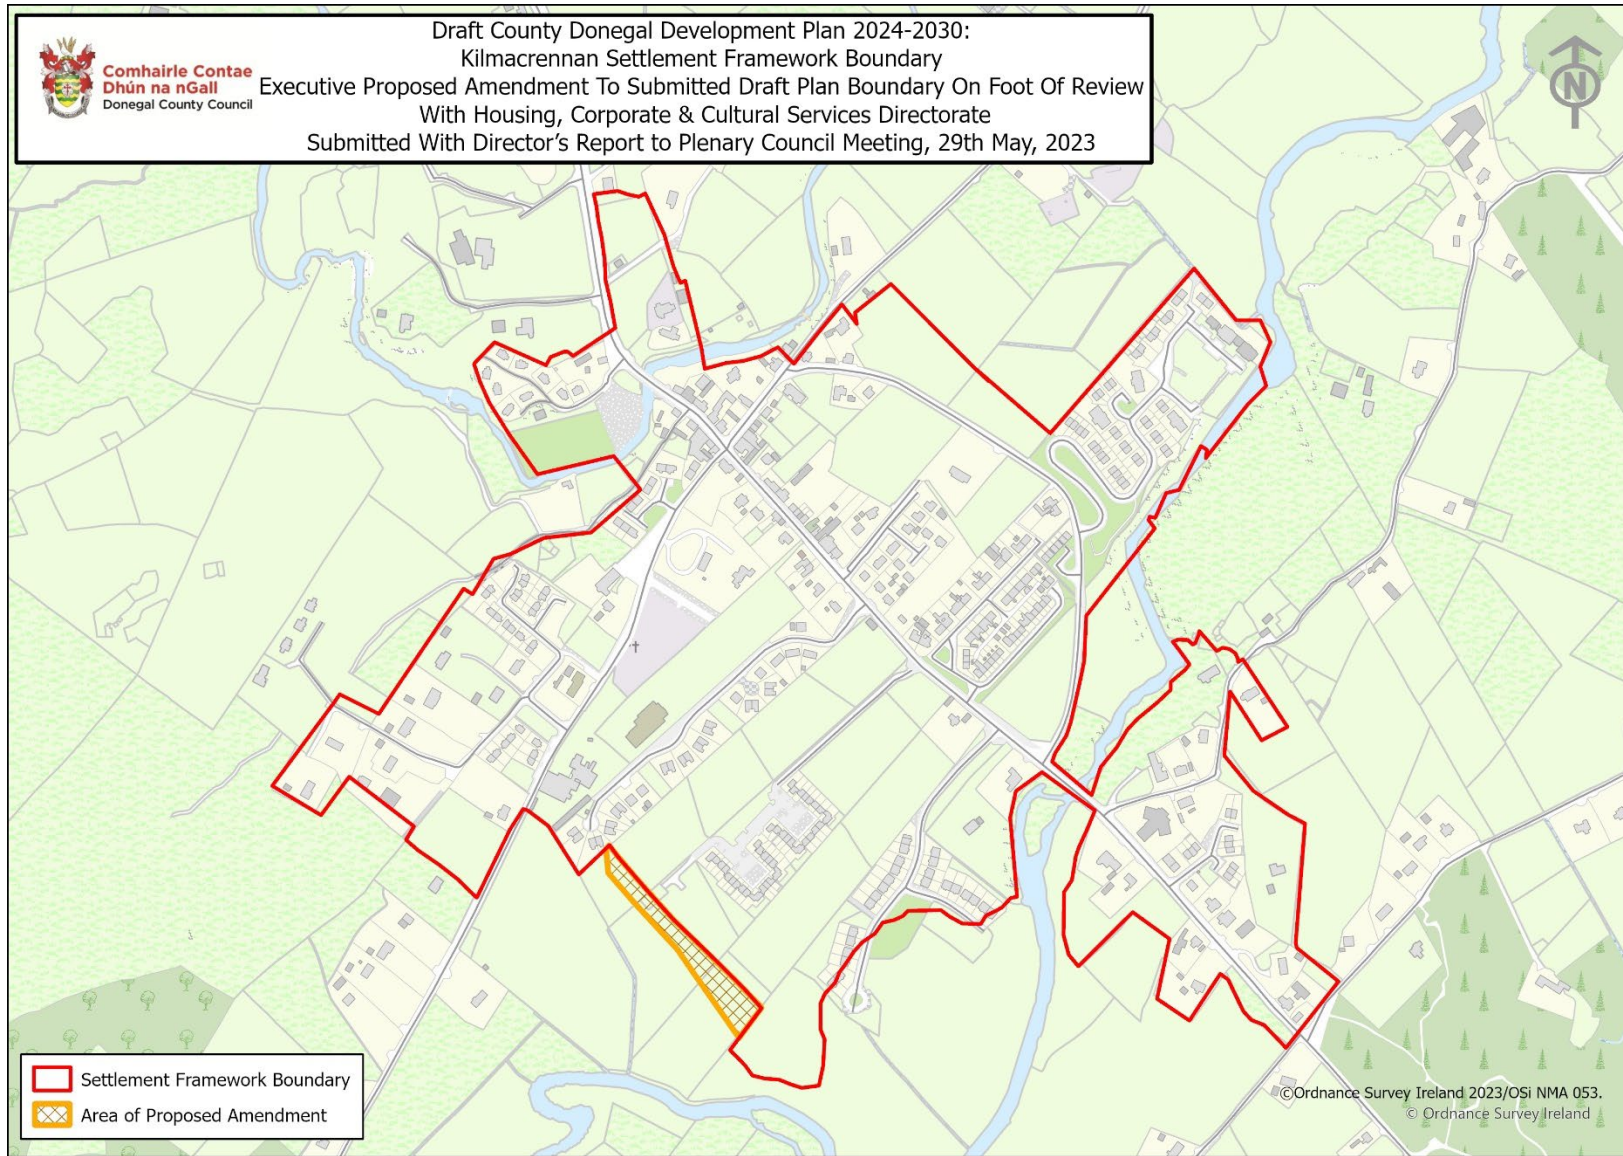 Draft County Donegal Development Plan 2024-2030:
Kilmacrennan Settlement Framework Boundary
Executive Proposed Amendment To Submitted Draft Plan Boundary On Foot Of Review
With Housing, Corporate & Cultural Services Directorate
Submitted With Director's Report to Plenary Council Meeting, 29th May, 2023
Comhairle Contae
Dhún na nGall
Donegal County Council
N
Settlement Framework Boundary
Area of Proposed Amendment
©Ordnance Survey Ireland 2023/OSi NMA 053.
© Ordnance Survey Ireland